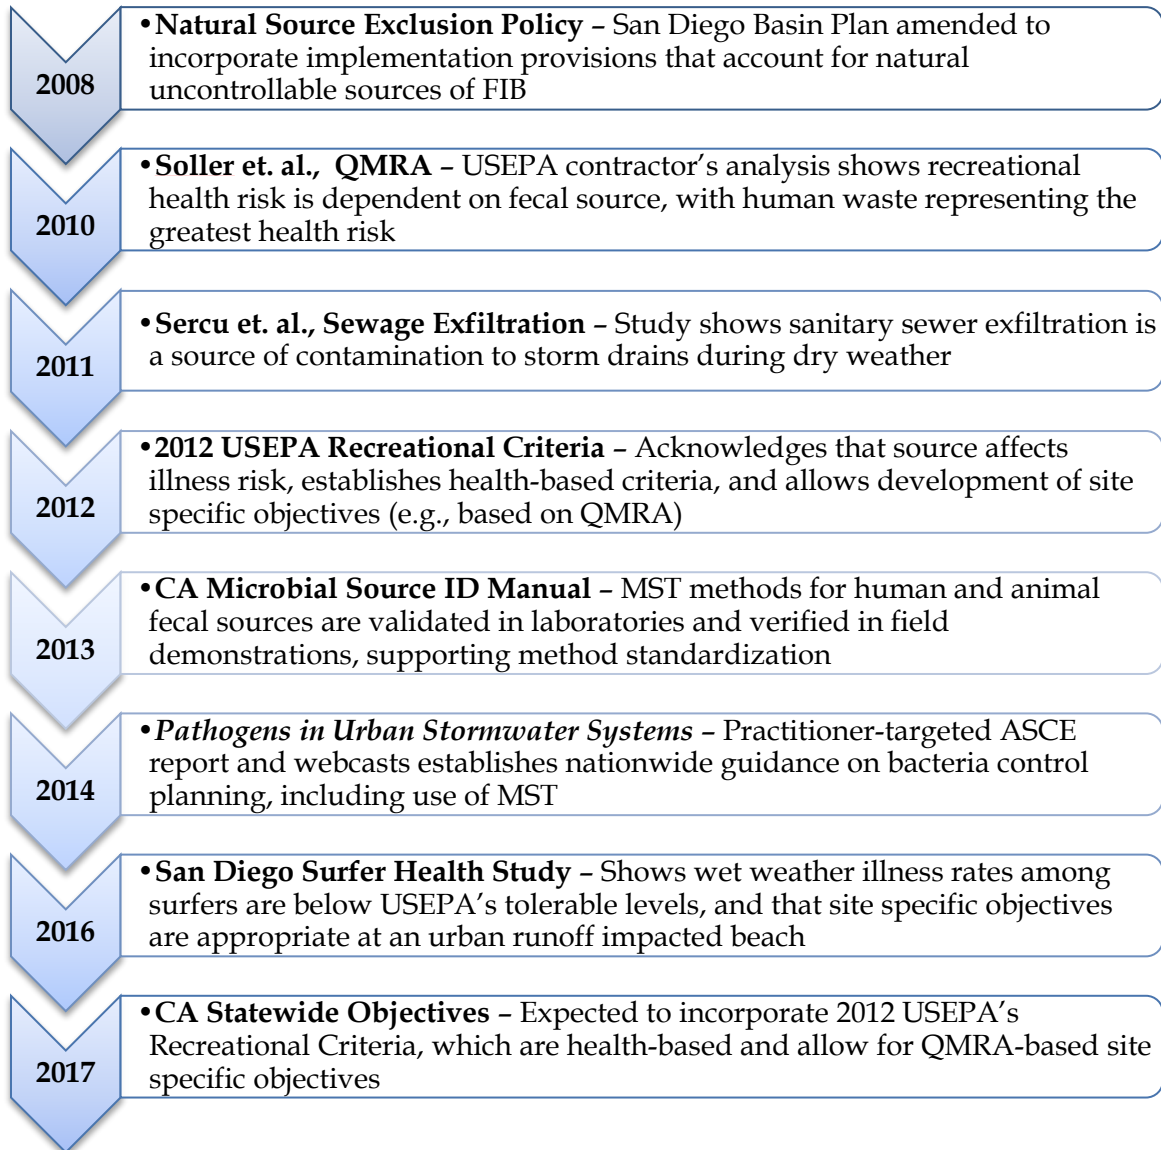 2008
•Natural Source Exclusion Policy – San Diego Basin Plan amended to
incorporate implementation provisions that account for natural
uncontrollable sources of FIB
2010
•Soller et. al., QMRA – USEPA contractor’s analysis shows recreational
health risk is dependent on fecal source, with human waste representing the
greatest health risk
2011
•Sercu et. al., Sewage Exfiltration – Study shows sanitary sewer exfiltration is
a source of contamination to storm drains during dry weather
2012
•2012 USEPA Recreational Criteria – Acknowledges that source affects
illness risk, establishes health-based criteria, and allows development of site
specific objectives (e.g., based on QMRA)
2013
•CA Microbial Source ID Manual – MST methods for human and animal
fecal sources are validated in laboratories and verified in field
demonstrations, supporting method standardization
2014
•Pathogens in Urban Stormwater Systems – Practitioner-targeted ASCE
report and webcasts establishes nationwide guidance on bacteria control
planning, including use of MST
2016
•San Diego Surfer Health Study – Shows wet weather illness rates among
surfers are below USEPA’s tolerable levels, and that site specific objectives
are appropriate at an urban runoff impacted beach
2017
•CA Statewide Objectives – Expected to incorporate 2012 USEPA’s
Recreational Criteria, which are health-based and allow for QMRA-based site
specific objectives